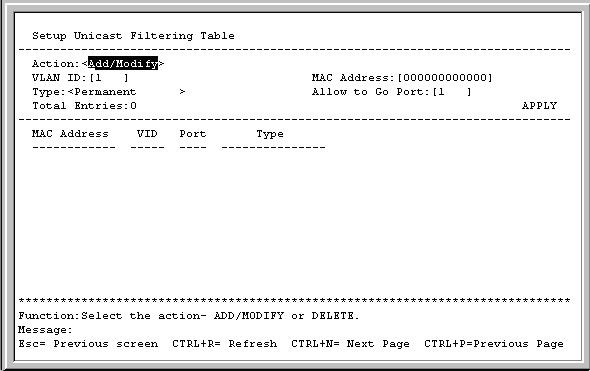 Setup Unicast Filtering Table
Action:<Add/Modify>
VLAN ID:[1   ]                          MAC Address:[000000000000]
Type:<Permanent       >                  Allow to Go Port:[1   ]
Total Entries:0                                                       APPLY
MAC Address    VID   Port       Type
Function:Select the action- ADD/MODIFY or DELETE.
Message:
Esc= Previous screen  CTRL+R= Refresh  CTRL+N= Next Page  CTRL+P=Previous Page